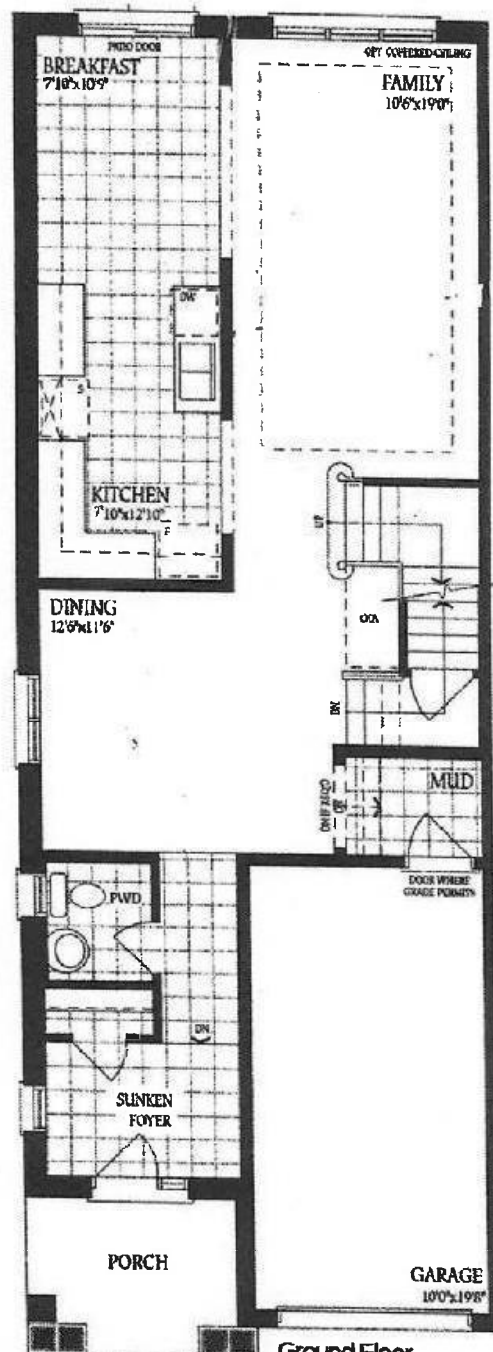 PATIO DOOR
BREAKFAST
7'10"x10'9"
OPT COFFERED CEILING
FAMILY
10'6"x19'0"
DW
S
KITCHEN
7'10"x12'10"
F
UP
DINING
12'6"x11'6"
DN
MUD
DN
DOOR WHERE
GRADE PERMITS
PWD
DN
SUNKEN
FOYER
PORCH
GARAGE
10'0"x19'8"
Ground Floor